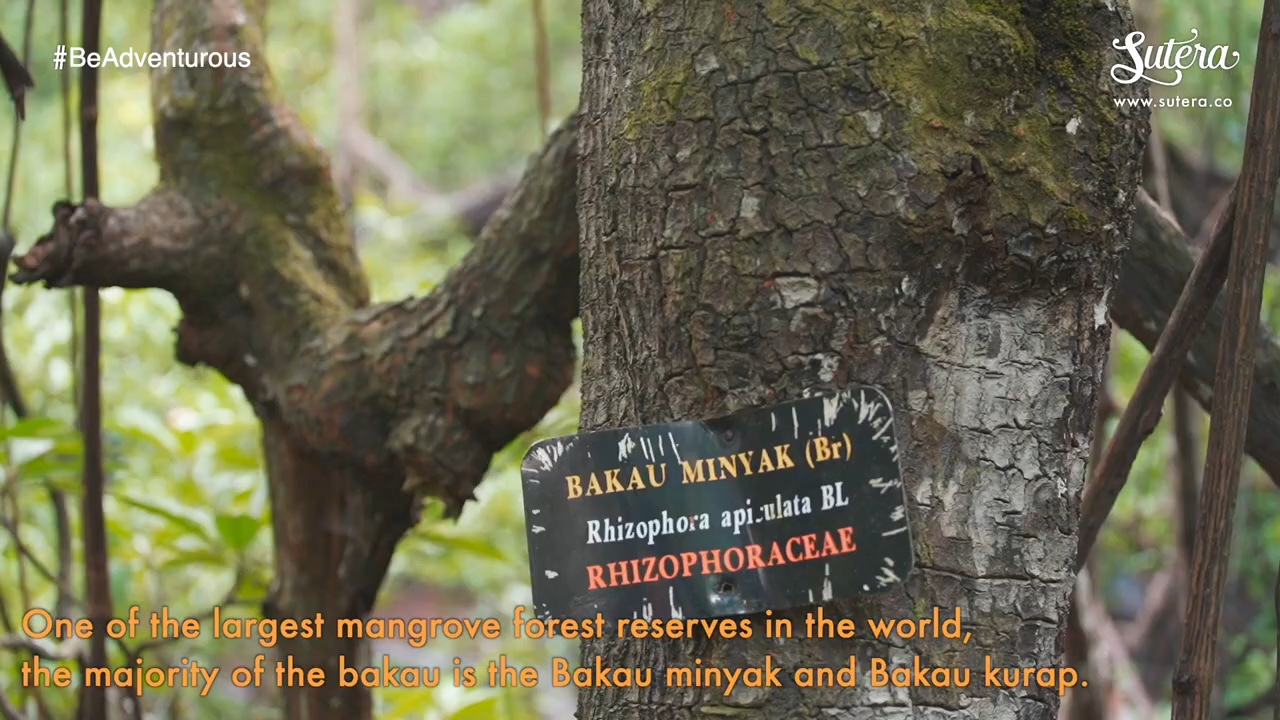 #BeAdventurous
Sutera
www.sutera.co
BAKAU MINYAK (Br)
Rhizophora apiculata BL
RHIZOPHORACEAE
One of the largest mangrove forest reserves in the world,
the majority of the bakau is the Bakau minyak and Bakau kurap.